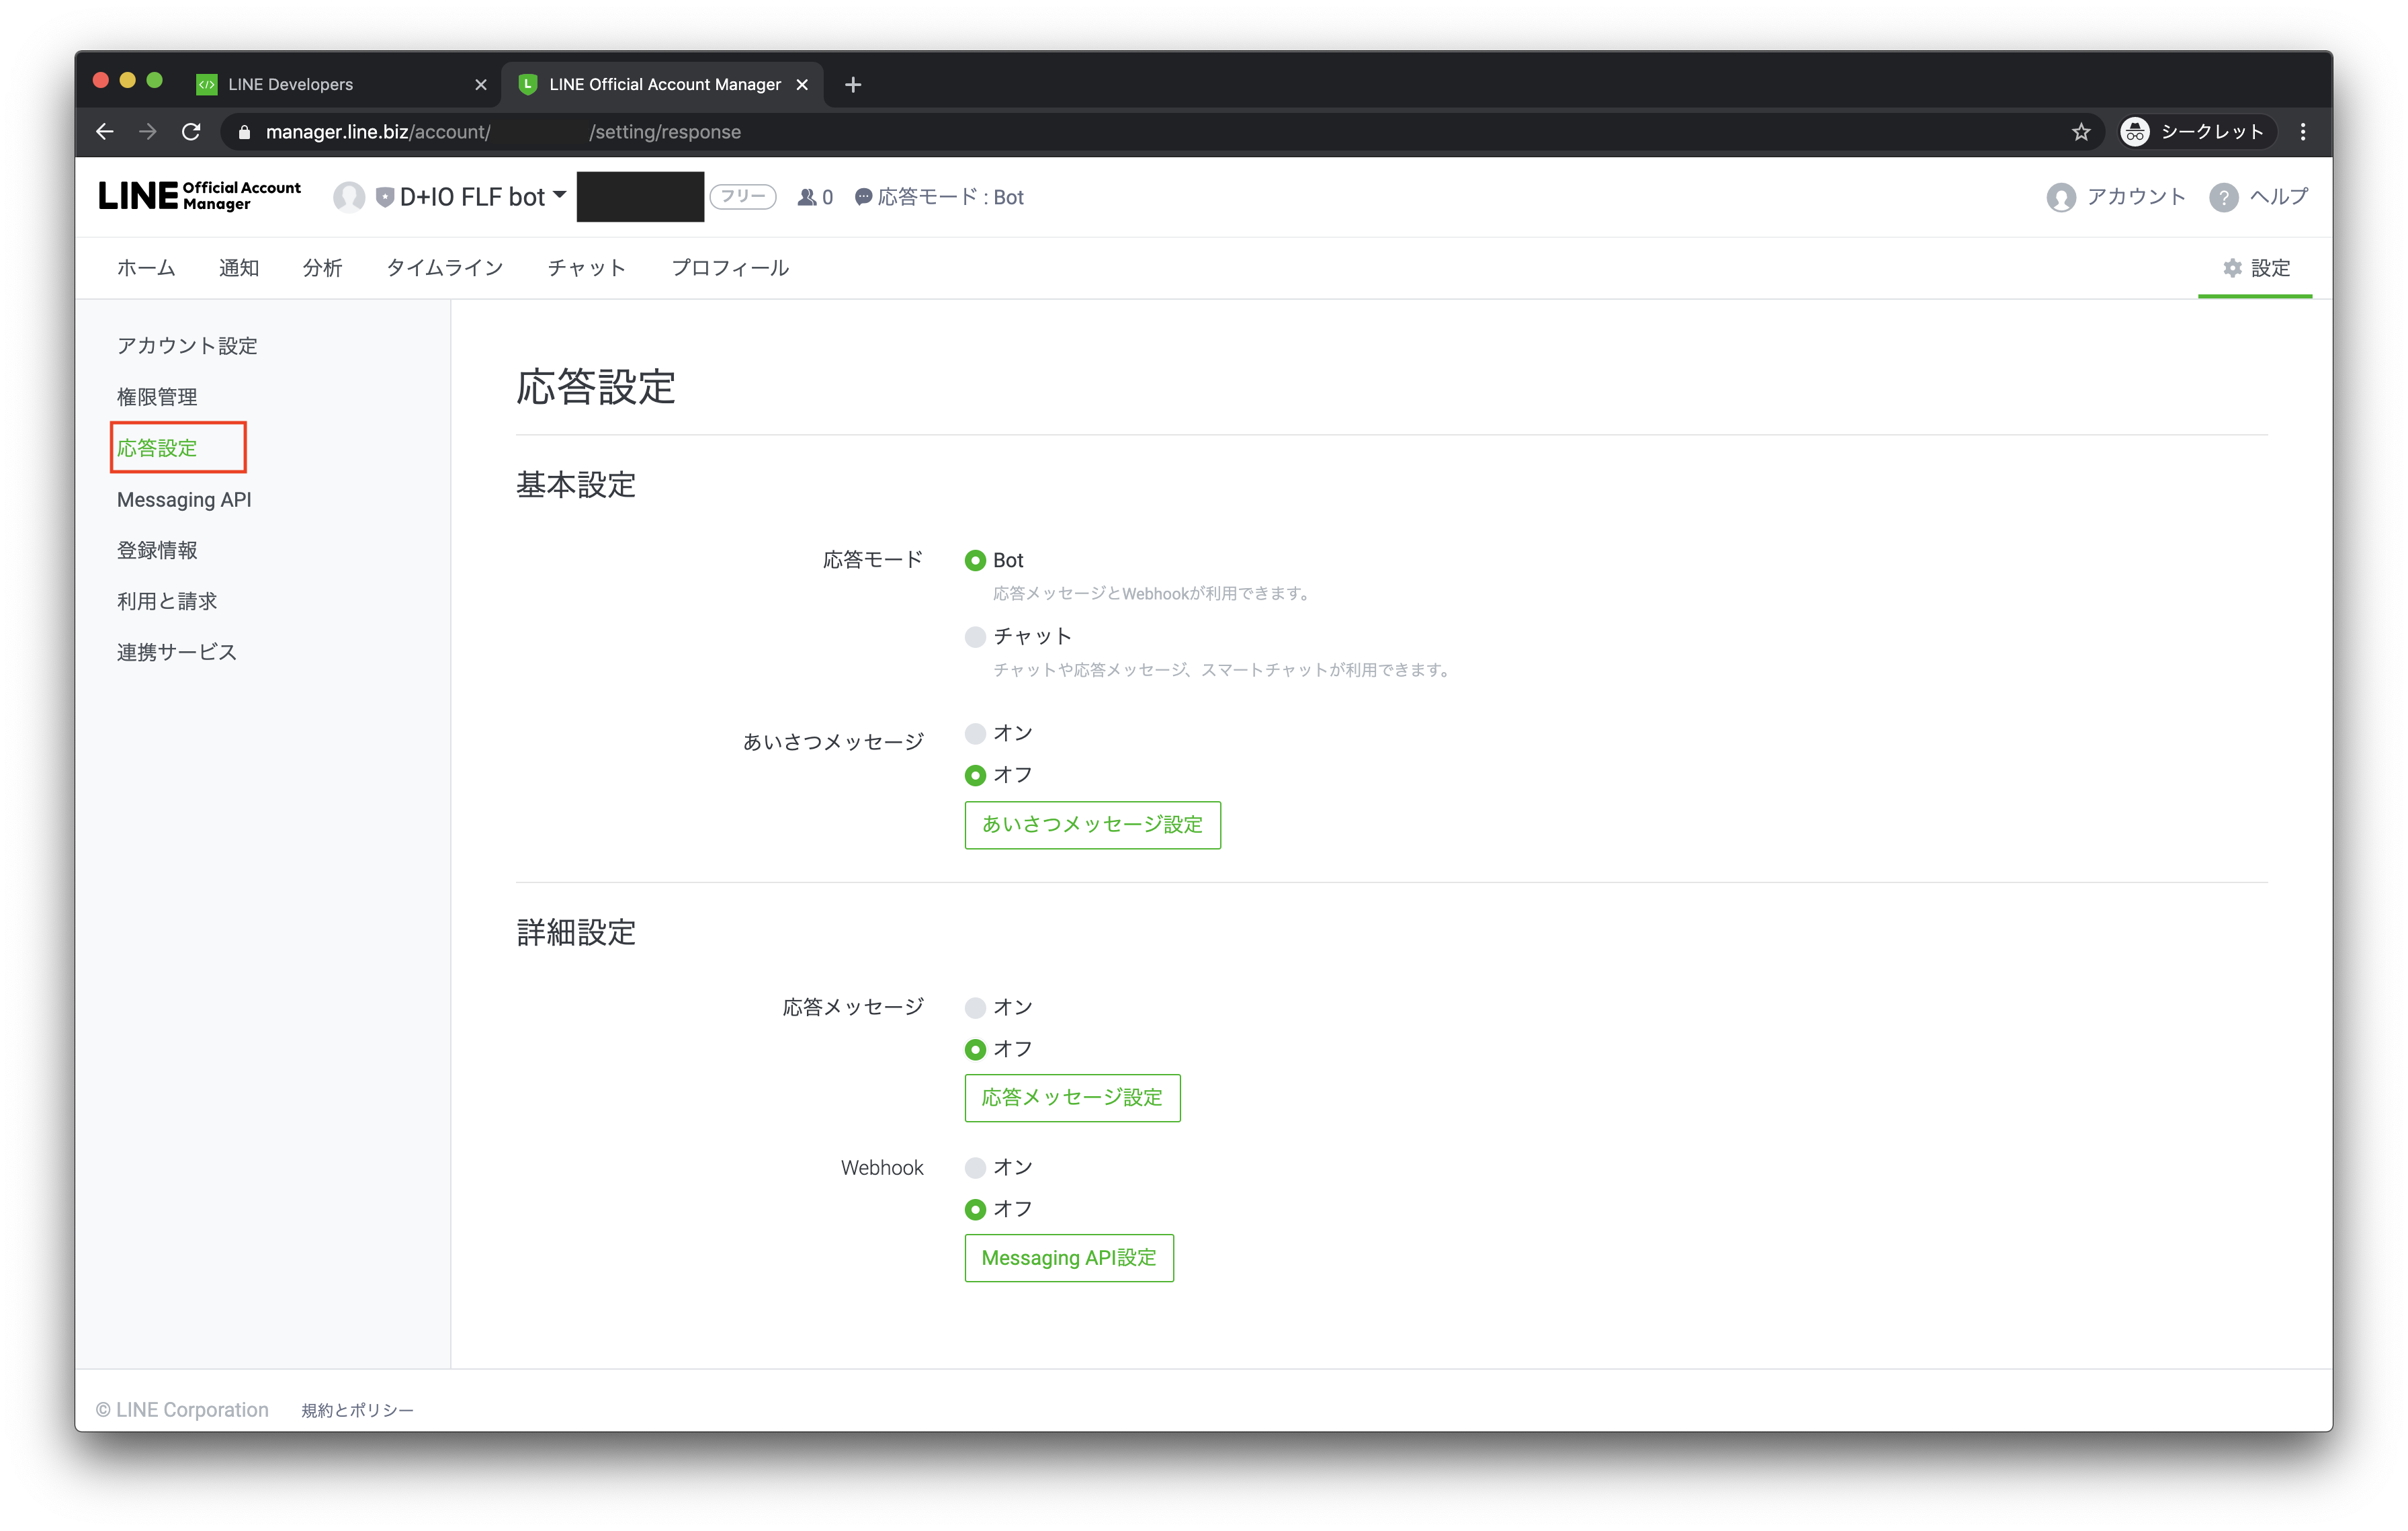 LINE Developers
LINE Official Account Manager
manager.line.biz/account/ /setting/response
シークレット
LINE Official Account Manager
D+IO FLF bot
フリー
0
応答モード : Bot
アカウント
? ヘルプ
ホーム
通知
分析
タイムライン
チャット
プロフィール
設定
アカウント設定
権限管理
応答設定
Messaging API
登録情報
利用と請求
連携サービス
応答設定
基本設定
応答モード
Bot
応答メッセージとWebhookが利用できます。
チャット
チャットや応答メッセージ、スマートチャットが利用できます。
あいさつメッセージ
オン
オフ
あいさつメッセージ設定
詳細設定
応答メッセージ
オン
オフ
応答メッセージ設定
Webhook
オン
オフ
Messaging API設定
© LINE Corporation
規約とポリシー